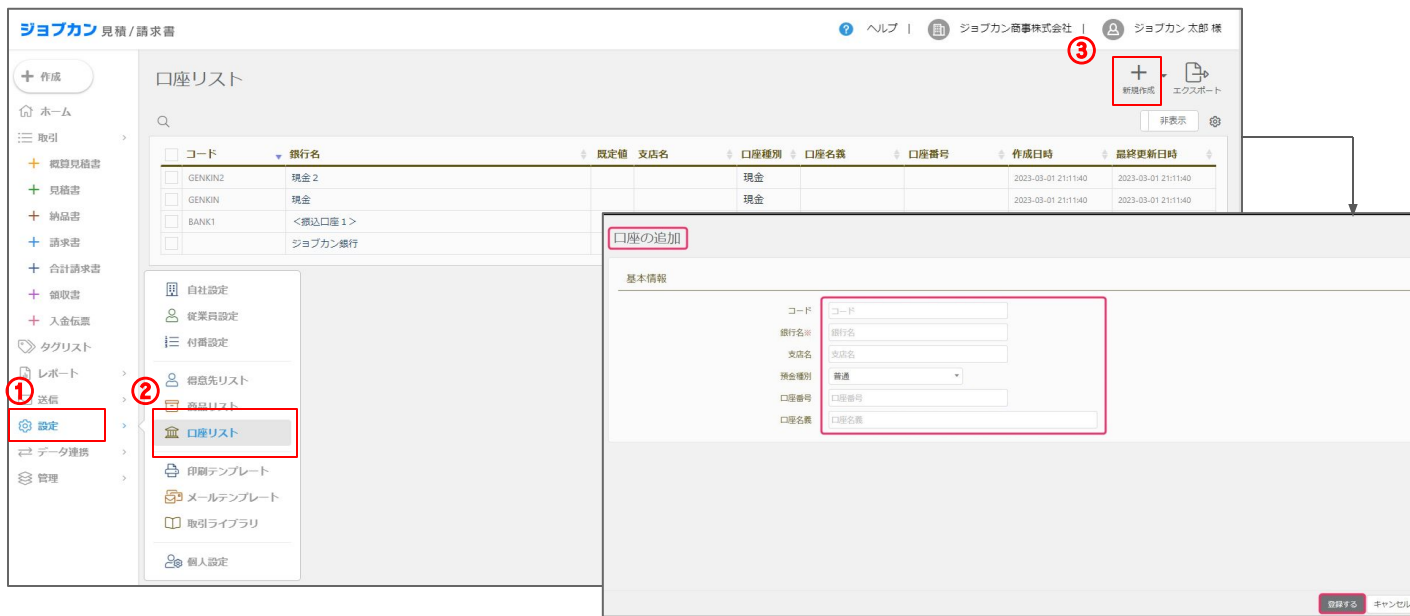 ジョブカン 見積/請求書
? ヘルプ | ジョブカン商事株式会社 | ジョブカン 太郎 様
③
+ 作成
口座リスト
新規作成 エクスポート
ホーム
取引
非表示
+ 概算見積書
+ 見積書
+ 納品書
+ 請求書
+ 合計請求書
+ 領収書
+ 入金伝票
タグリスト
レポート
①
送信
設定
データ連携
管理
コード 銀行名 既定値 支店名 口座種別 口座名義 口座番号 作成日時 最終更新日時
GENKIN2 現金2 現金 2023-03-01 21:11:40 2023-03-01 21:11:40
GENKIN 現金 現金 2023-03-01 21:11:40 2023-03-01 21:11:40
BANK1 <振込口座1>
ジョブカン銀行
自社設定
従業員設定
付番設定
②
得意先リスト
商品リスト
口座リスト
印刷テンプレート
メールテンプレート
取引ライブラリ
個人設定
口座の追加
基本情報
コード コード
銀行名※ 銀行名
支店名 支店名
預金種別 普通
口座番号 口座番号
口座名義 口座名義
登録する キャンセル